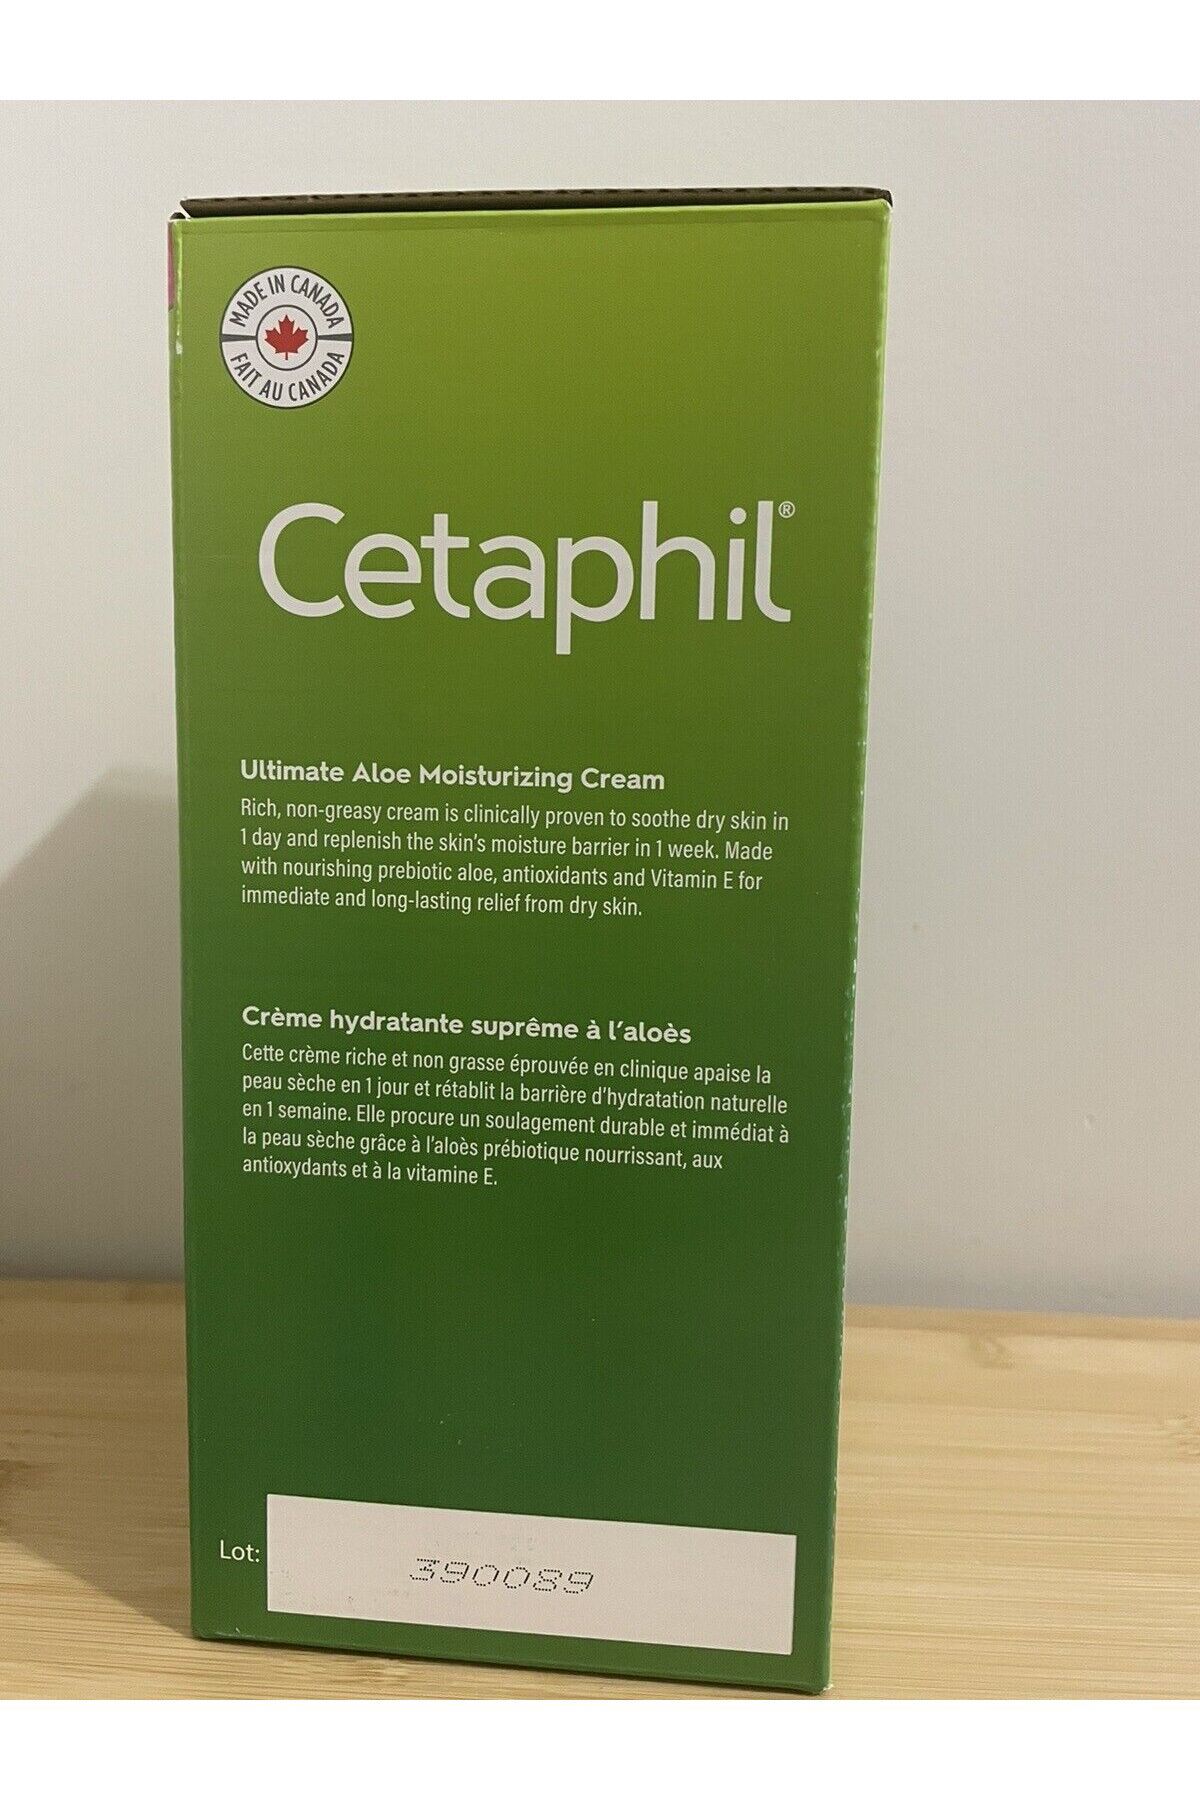 MADE IN CANADA
FAIT AU CANADA
Cetaphil®
Ultimate Aloe Moisturizing Cream
Rich, non-greasy cream is clinically proven to soothe dry skin in
1 day and replenish the skin's moisture barrier in 1 week. Made
with nourishing prebiotic aloe, antioxidants and Vitamin E for
immediate and long-lasting relief from dry skin.
Crème hydratante suprême à l'aloès
Cette crème riche et non grasse éprouvée en clinique apaise la
peau sèche en 1 jour et rétablit la barrière d'hydratation naturelle
en 1 semaine. Elle procure un soulagement durable et immédiat à
la peau sèche grâce à l'aloès prébiotique nourrissant, aux
antioxydants et à la vitamine E.
Lot: 390089